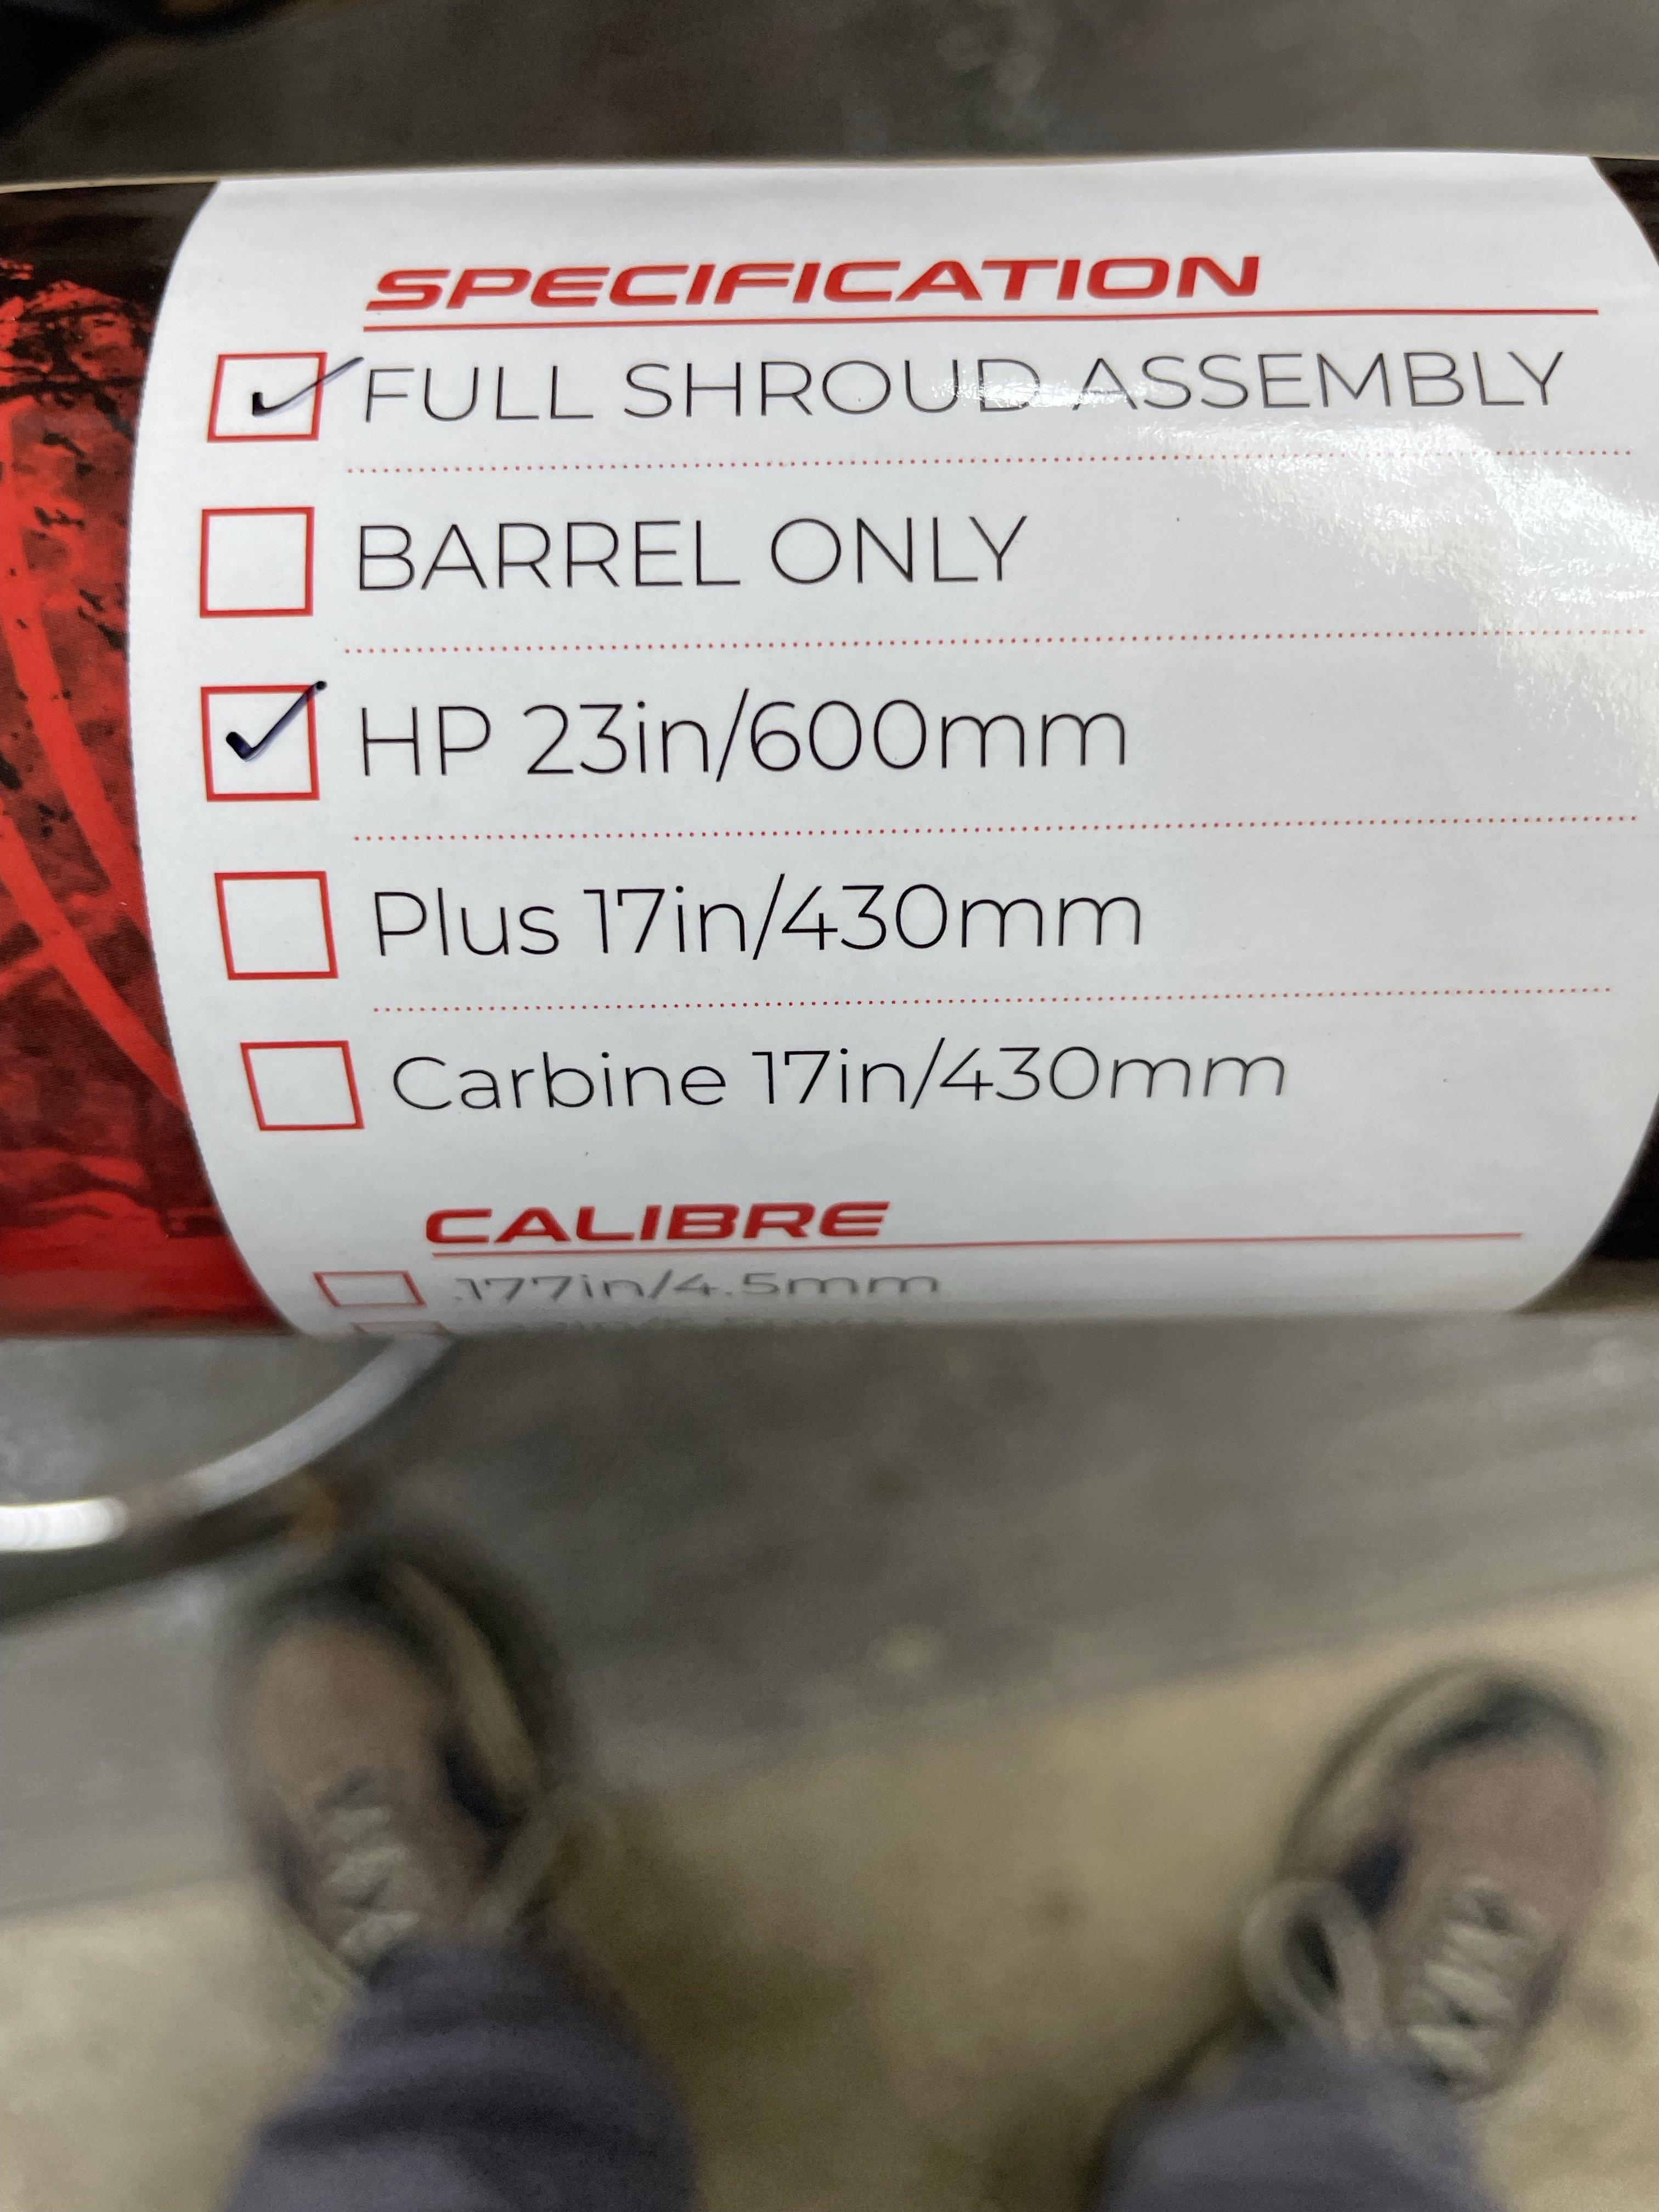 SPECIFICATION
FULL SHROUD ASSEMBLY
BARREL ONLY
HP 23in/600mm
Plus 17in/430mm
Carbine 17in/430mm
CALIBRE
.177in/4.5mm